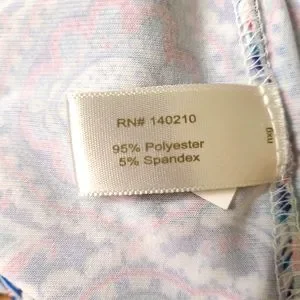 RN# 140210
95% Polyester
5% Spandex